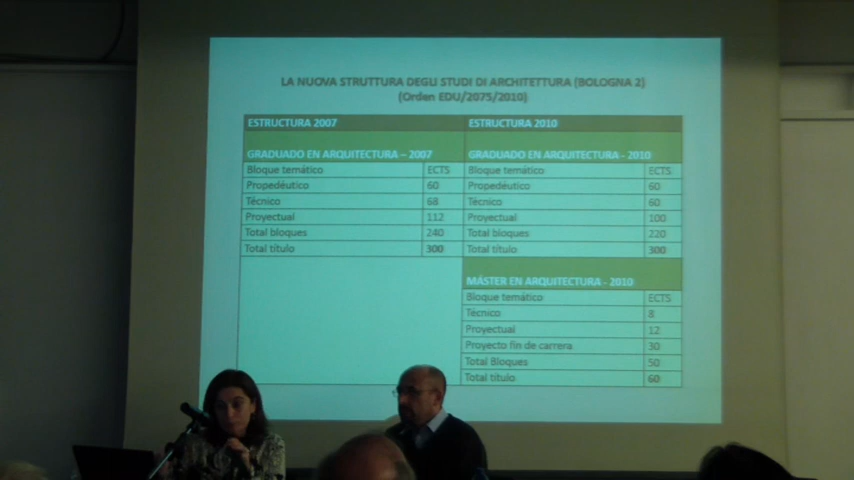 LA NUOVA STRUTTURA DEGLI STUDI DI ARCHITETTURA (BOLOGNA 2)
(Orden EDU/2075/2010)
ESTRUCTURA 2007 ESTRUCTURA 2010
GRADUADO EN ARQUITECTURA – 2007 GRADUADO EN ARQUITECTURA - 2010
Bloque temático ECTS Bloque temático ECTS
Propedéutico 60 Propedéutico 60
Técnico 68 Técnico 60
Proyectual 112 Proyectual 100
Total bloques 240 Total bloques 220
Total título 300 Total título 300
MÁSTER EN ARQUITECTURA - 2010
Bloque temático ECTS
Técnico 8
Proyectual 12
Proyecto fin de carrera 30
Total Bloques 50
Total título 60